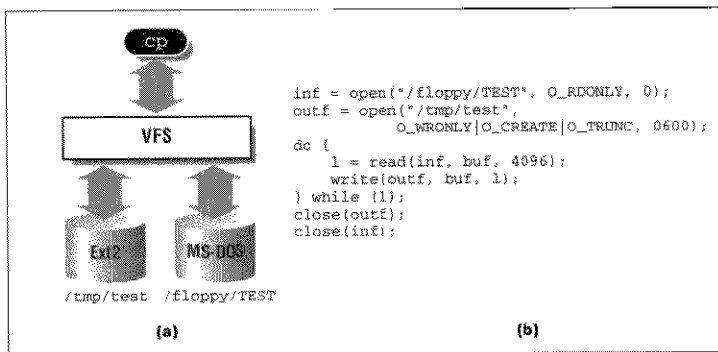 cp
VFS
Ext2
MS-DOS
/tmp/test
/floppy/TEST
(a)
inf = open("/floppy/TEST", O_RDONLY, 0);
outf = open("/tmp/test",
O_WRONLY|O_CREATE|O_TRUNC, 0600);
do {
l = read(inf, buf, 4096);
write(outf, buf, l);
} while (l);
close(outf);
close(inf);
(b)